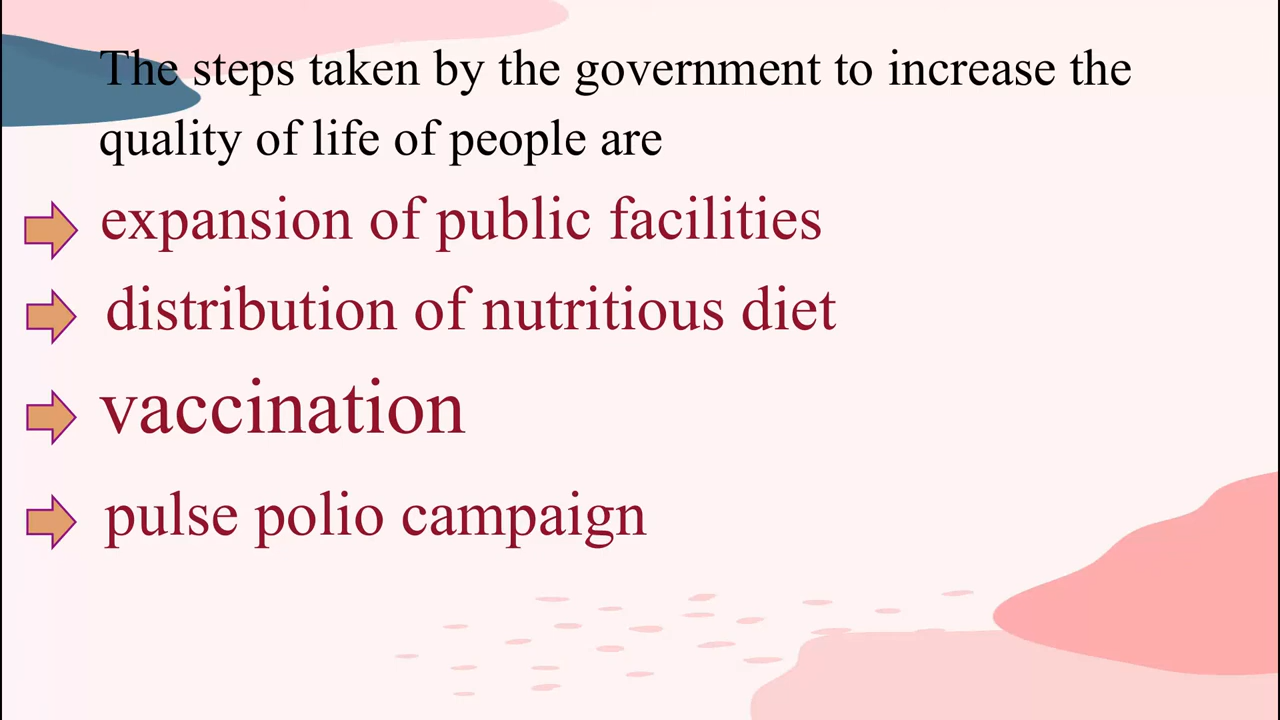 The steps taken by the government to increase the
quality of life of people are
expansion of public facilities
distribution of nutritious diet
vaccination
pulse polio campaign